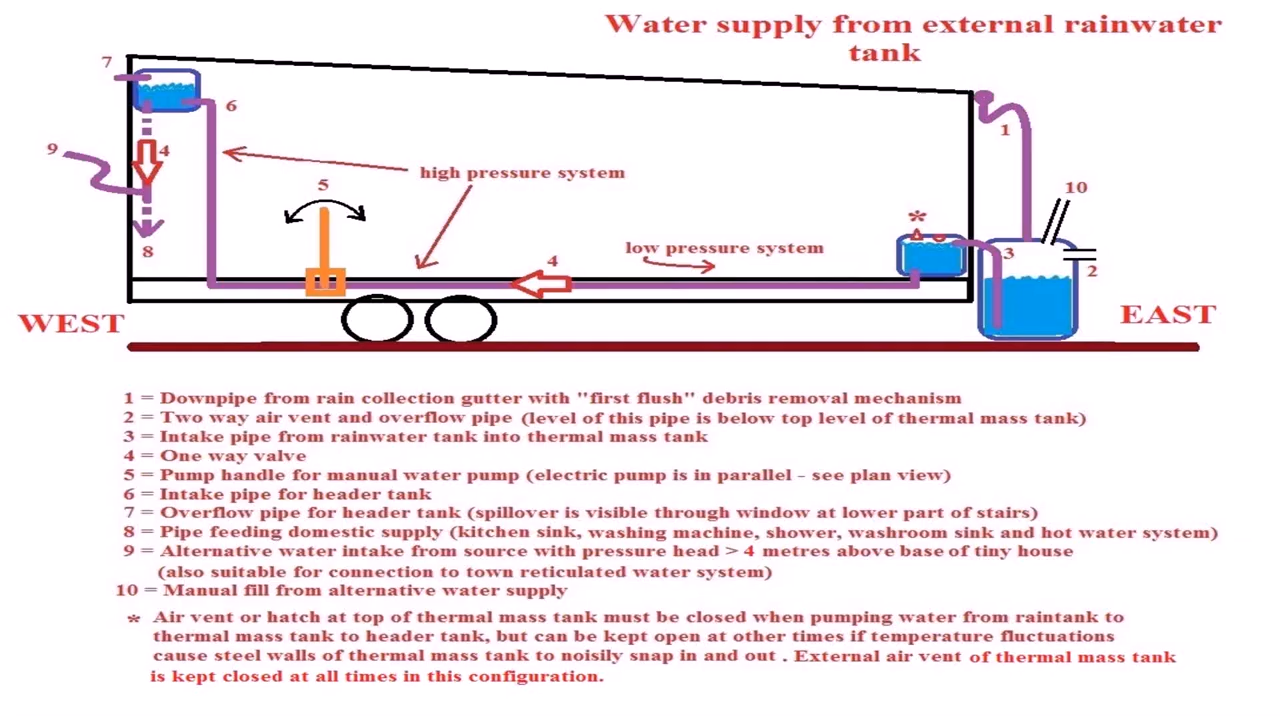 Water supply from external rainwater
tank
7
6
9
4
5
8
high pressure system
4
low pressure system
*
1
10
3
2
WEST
EAST
1 = Downpipe from rain collection gutter with "first flush" debris removal mechanism
2 = Two way air vent and overflow pipe (level of this pipe is below top level of thermal mass tank)
3 = Intake pipe from rainwater tank into thermal mass tank
4 = One way valve
5 = Pump handle for manual water pump (electric pump is in parallel - see plan view)
6 = Intake pipe for header tank
7 = Overflow pipe for header tank (spillover is visible through window at lower part of stairs)
8 = Pipe feeding domestic supply (kitchen sink, washing machine, shower, washroom sink and hot water system)
9 = Alternative water intake from source with pressure head > 4 metres above base of tiny house
(also suitable for connection to town reticulated water system)
10 = Manual fill from alternative water supply
* Air vent or hatch at top of thermal mass tank must be closed when pumping water from raintank to
thermal mass tank to header tank, but can be kept open at other times if temperature fluctuations
cause steel walls of thermal mass tank to noisily snap in and out . External air vent of thermal mass tank
is kept closed at all times in this configuration.